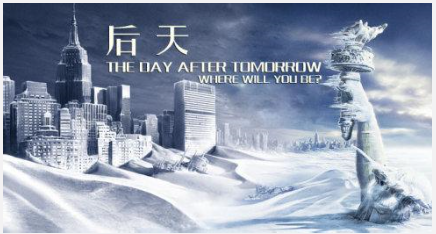 后天
THE DAY AFTER TOMORROW
WHERE WILL YOU BE?